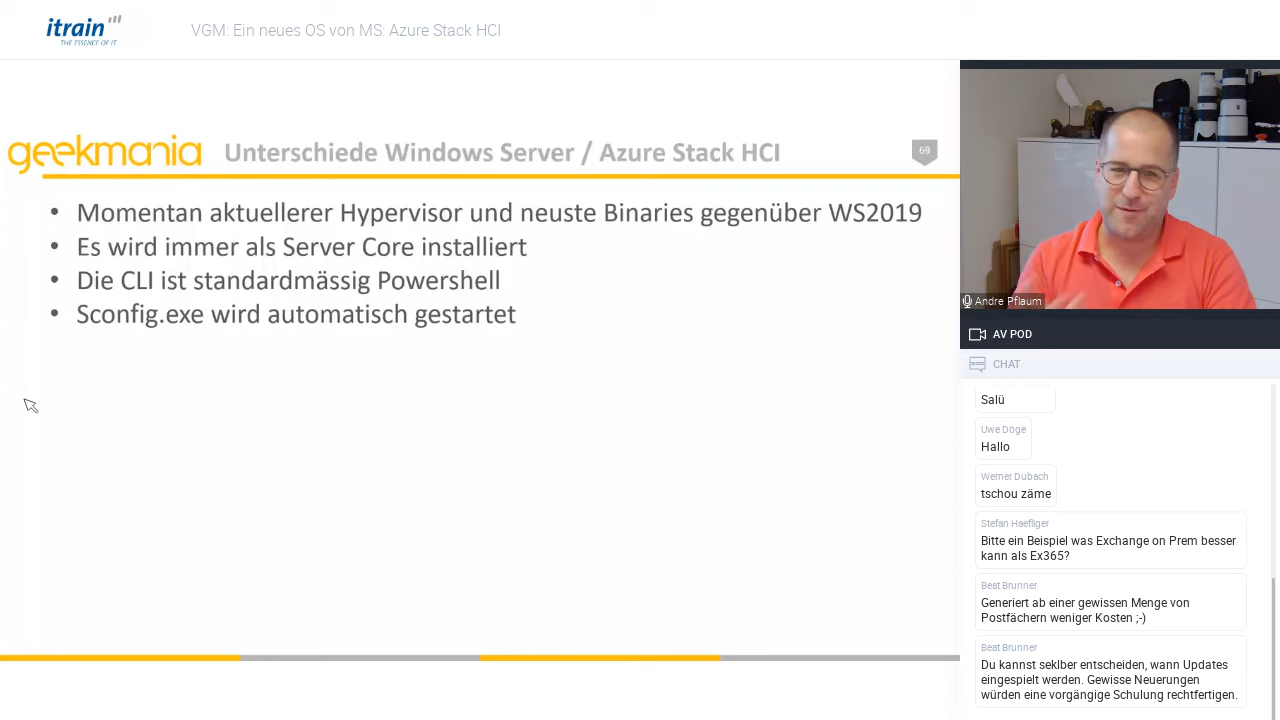 itrain
THE ESSENCE OF IT
VGM: Ein neues OS von MS: Azure Stack HCI
geekmania
Unterschiede Windows Server / Azure Stack HCI
69
• Momentan aktuellerer Hypervisor und neuste Binaries gegenüber WS2019
• Es wird immer als Server Core installiert
• Die CLI ist standardmässig Powershell
• Sconfig.exe wird automatisch gestartet
Andre Pflaum
AV POD
CHAT
Salü
Uwe Döge
Hallo
Werner Dubach
tschou zäme
Stefan Haefliger
Bitte ein Beispiel was Exchange on Prem besser
kann als Ex365?
Beat Brunner
Generiert ab einer gewissen Menge von
Postfächern weniger Kosten ;-)
Beat Brunner
Du kannst seklber entscheiden, wann Updates
eingespielt werden. Gewisse Neuerungen
würden eine vorgängige Schulung rechtfertigen.